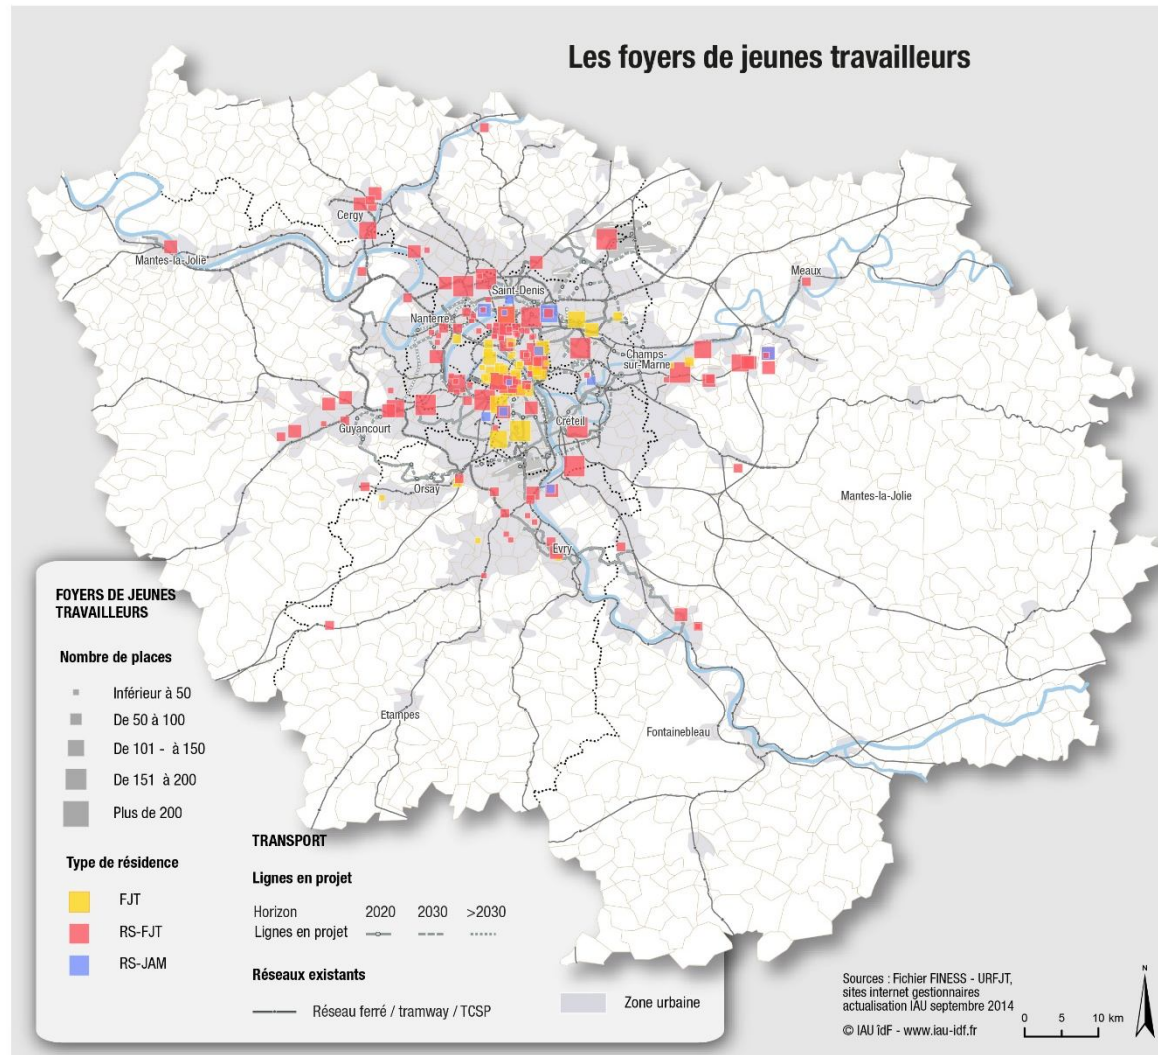 Les foyers de jeunes travailleurs
Cergy
Mantes-la-Jolie
Meaux
Saint-Denis
Nanterre
Champs-
sur-Marne
Créteil
Guyancourt
Orsay
Mantes-la-Jolie
Evry
Etampes
Fontainebleau
FOYERS DE JEUNES
TRAVAILLEURS
Nombre de places
Inférieur à 50
De 50 à 100
De 101 - à 150
De 151 à 200
Plus de 200
Type de résidence
FJT
RS-FJT
RS-JAM
TRANSPORT
Lignes en projet
Horizon 2020 2030 >2030
Lignes en projet
Réseaux existants
Réseau ferré / tramway / TCSP
Zone urbaine
Sources : Fichier FINESS - URFJT,
sites internet gestionnaires
actualisation IAU septembre 2014
© IAU îdF - www.iau-idf.fr
0 5 10 km
N